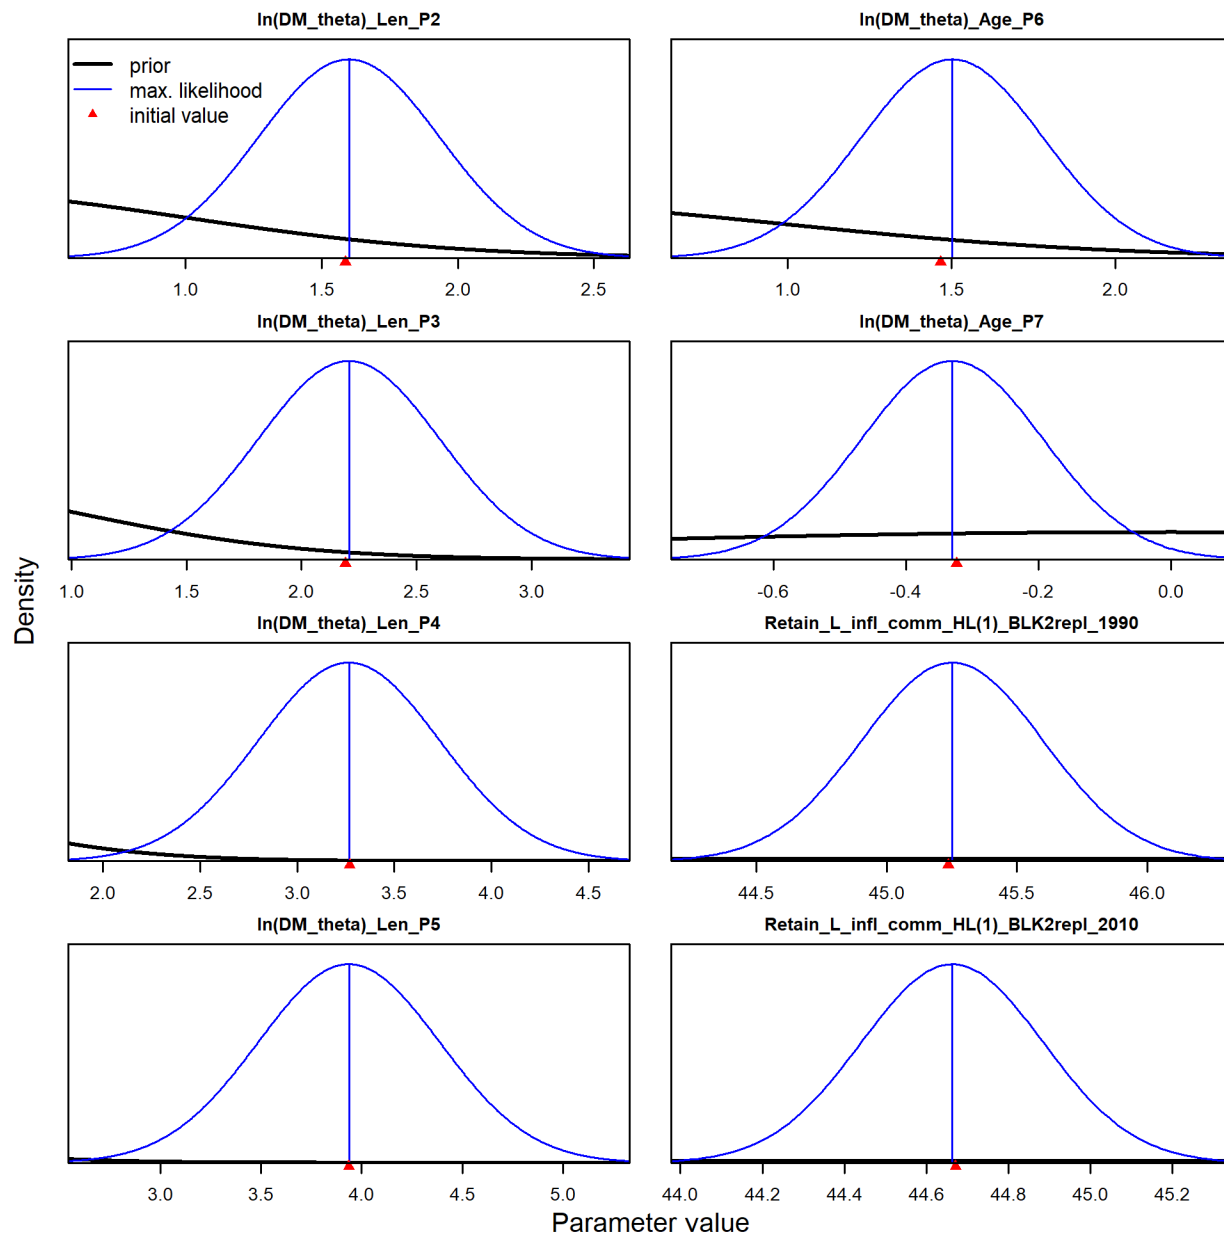 ln(DM_theta)_Len_P2
ln(DM_theta)_Age_P6
prior
max. likelihood
initial value
1.0 1.5 2.0 2.5
1.0 1.5 2.0
ln(DM_theta)_Len_P3
ln(DM_theta)_Age_P7
1.0 1.5 2.0 2.5 3.0
-0.6 -0.4 -0.2 0.0
ln(DM_theta)_Len_P4
Retain_L_infl_comm_HL(1)_BLK2repl_1990
2.0 2.5 3.0 3.5 4.0 4.5
44.5 45.0 45.5 46.0
ln(DM_theta)_Len_P5
Retain_L_infl_comm_HL(1)_BLK2repl_2010
3.0 3.5 4.0 4.5 5.0
44.0 44.2 44.4 44.6 44.8 45.0 45.2
Density
Parameter value